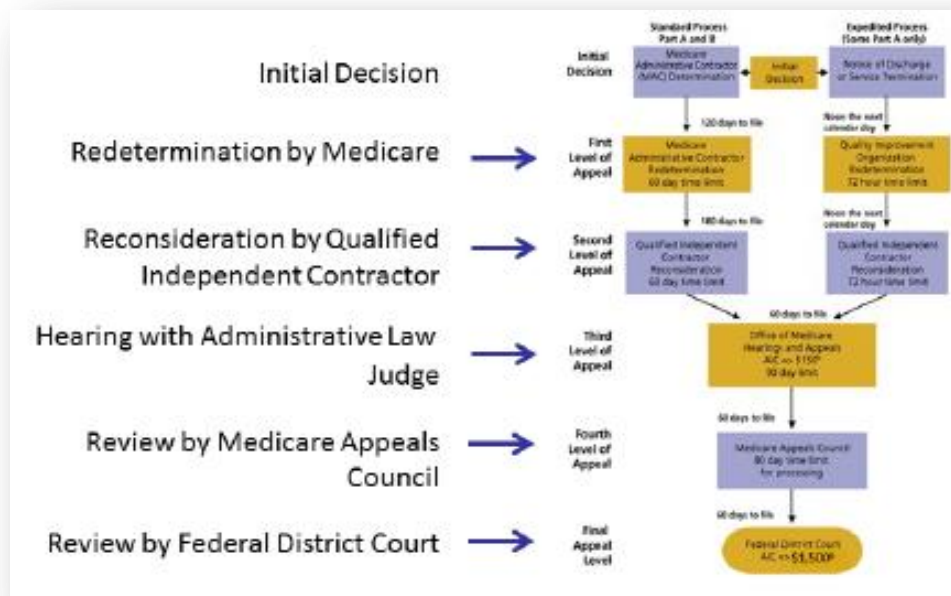 Standard Process
Part A and B
Expedited Process
(Some Part A only)
Initial Decision
Initial
Decision
Medicare
Administrative Contractor
(MAC) Determination
Initial
Decision
Notice of Discharge
or Service Termination
120 days to file
Noon the next
calendar day
Redetermination by Medicare
First
Level of
Appeal
Medicare
Administrative Contractor
Redetermination
60 day time limit
Quality Improvement
Organization
Redetermination
72 hour time limit
180 days to file
Noon the next
calendar day
Reconsideration by Qualified
Independent Contractor
Second
Level of
Appeal
Qualified Independent
Contractor
Reconsideration
60 day time limit
Qualified Independent
Contractor
Reconsideration
72 hour time limit
60 days to file
Hearing with Administrative Law
Judge
Third
Level of
Appeal
Office of Medicare
Hearings and Appeals
AIC
day limit
60 days to file
Review by Medicare Appeals
Council
Fourth
Level of
Appeal
Medicare Appeals Council
day time limit
for processing
60 days to file
Review by Federal District Court
Final
Appeal
Level
Federal District Court
AIC